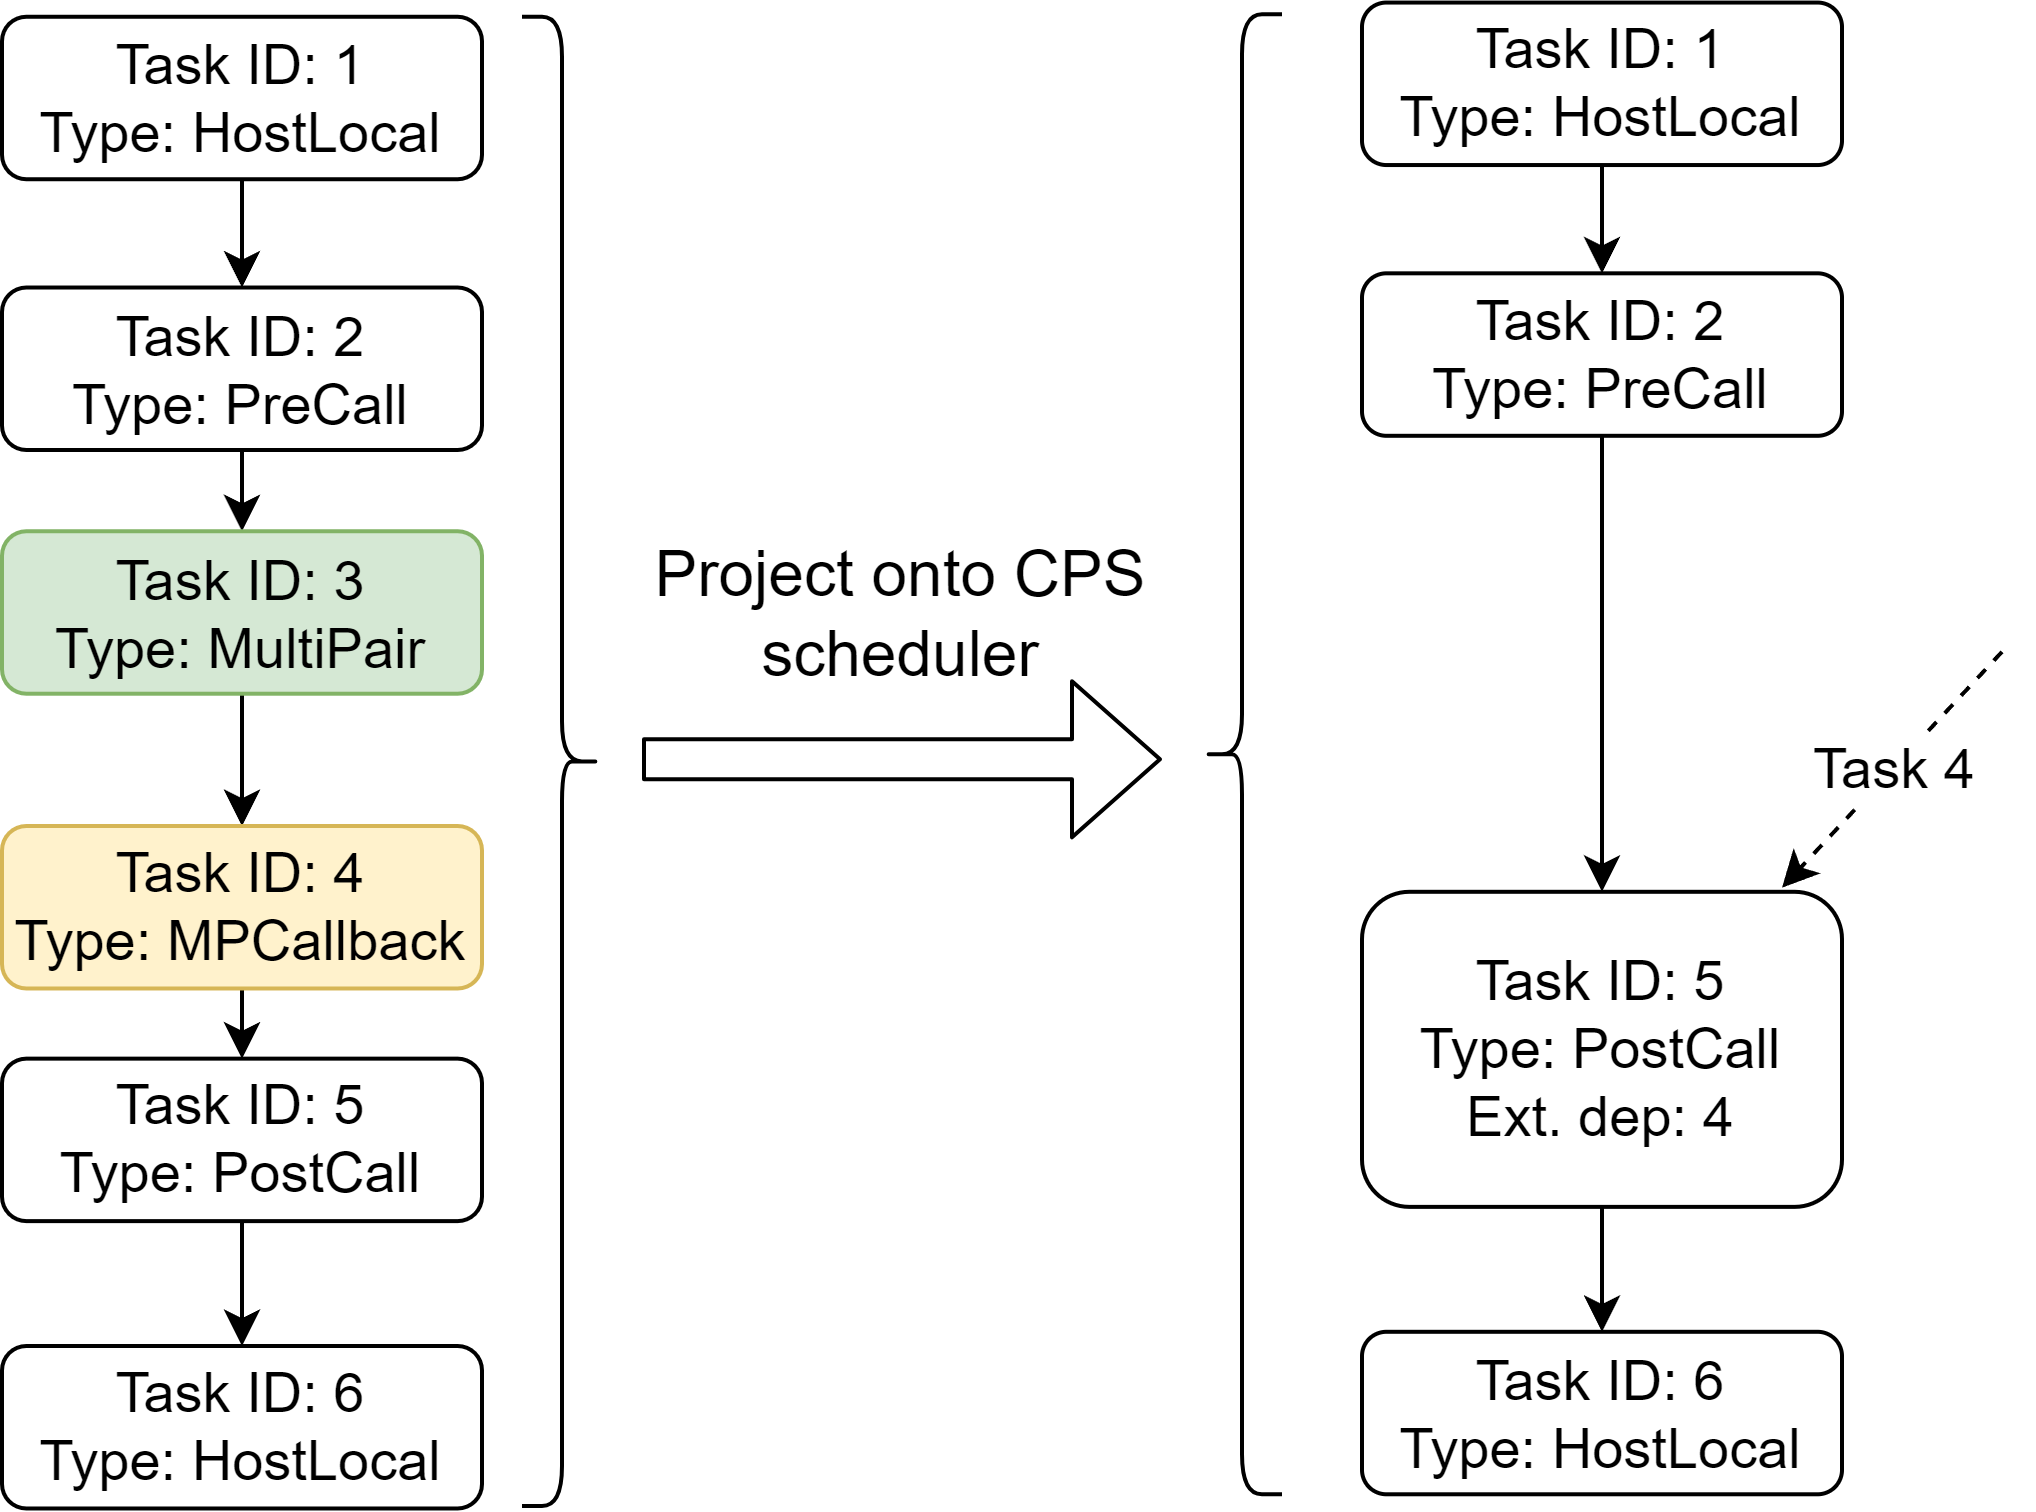 Task ID: 1
Type: HostLocal
Task ID: 2
Type: PreCall
Task ID: 3
Type: MultiPair
Task ID: 4
Type: MPCallback
Task ID: 5
Type: PostCall
Task ID: 6
Type: HostLocal
Project onto CPS
scheduler
Task ID: 1
Type: HostLocal
Task ID: 2
Type: PreCall
Task 4
Task ID: 5
Type: PostCall
Ext. dep: 4
Task ID: 6
Type: HostLocal